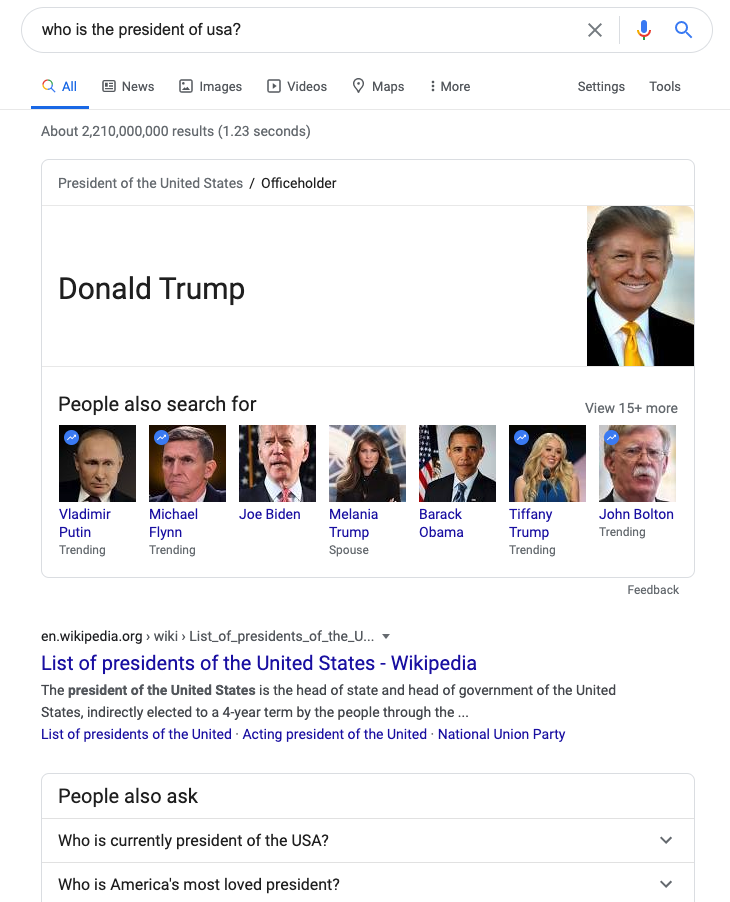 who is the president of usa?
All News Images Videos Maps More Settings Tools
About 2,210,000,000 results (1.23 seconds)
President of the United States / Officeholder
Donald Trump
People also search for
View 15+ more
Vladimir Putin
Trending
Michael Flynn
Trending
Joe Biden
Melania Trump
Spouse
Barack Obama
Tiffany Trump
Trending
John Bolton
Trending
Feedback
en.wikipedia.org › wiki › List_of_presidents_of_the_U...
List of presidents of the United States - Wikipedia
The president of the United States is the head of state and head of government of the United
States, indirectly elected to a 4-year term by the people through the ...
List of presidents of the United · Acting president of the United · National Union Party
People also ask
Who is currently president of the USA?
Who is America's most loved president?